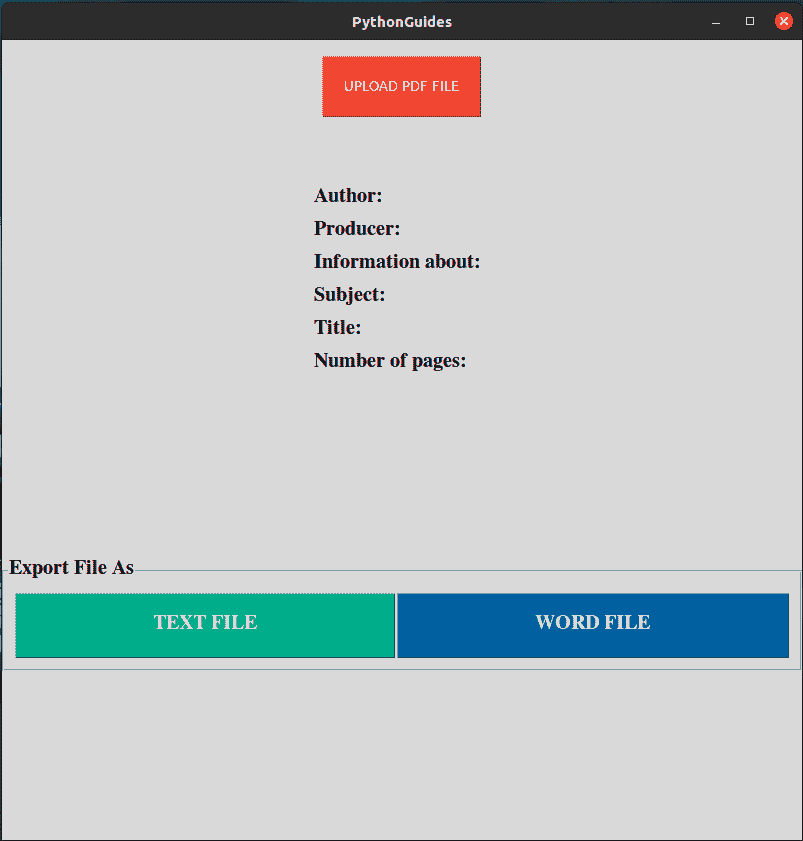 PythonGuides
UPLOAD PDF FILE
Author:
Producer:
Information about:
Subject:
Title:
Number of pages:
Export File As
TEXT FILE
WORD FILE